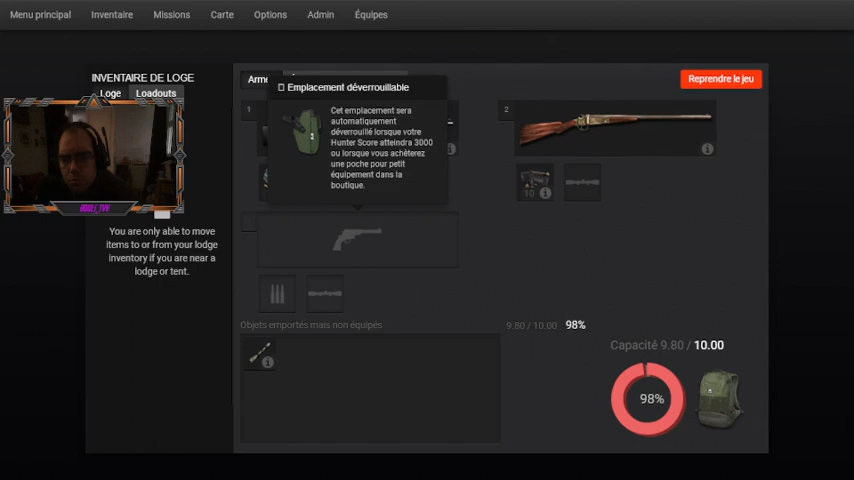 Menu principal Inventaire Missions Carte Options Admin Équipes
INVENTAIRE DE LOGE
Loge Loadouts
You are only able to move
items to or from your lodge
inventory if you are near a
lodge or tent.
Reprendre le jeu
Emplacement déverrouillable
Cet emplacement sera
automatiquement
déverrouillé lorsque votre
Hunter Score atteindra 3000
ou lorsque vous achèterez
une poche pour petit
équipement dans la
boutique.
1
2
10
Objets emportés mais non équipés
9.80 / 10.00 98%
Capacité 9.80 / 10.00
98%